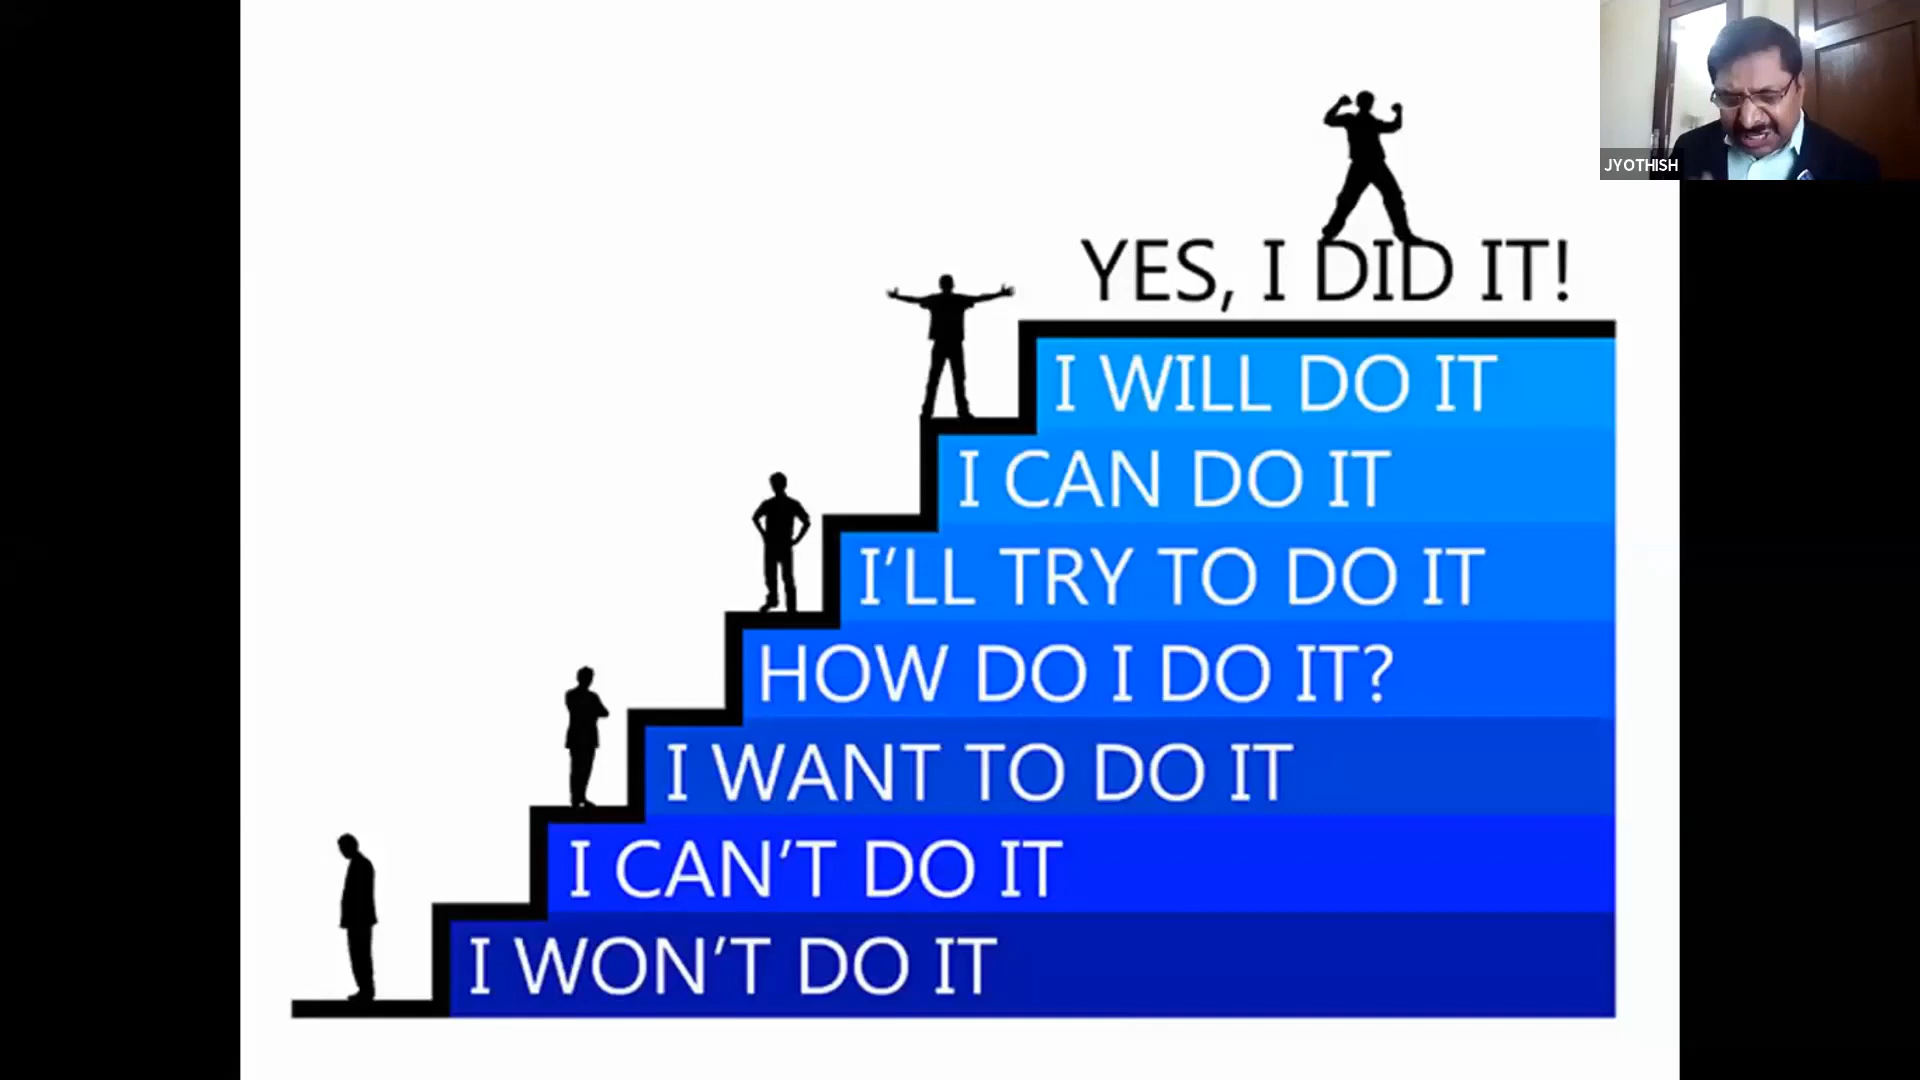 JYOTHISH
YES, I DID IT!
I WILL DO IT
I CAN DO IT
I’LL TRY TO DO IT
HOW DO I DO IT?
I WANT TO DO IT
I CAN’T DO IT
I WON’T DO IT